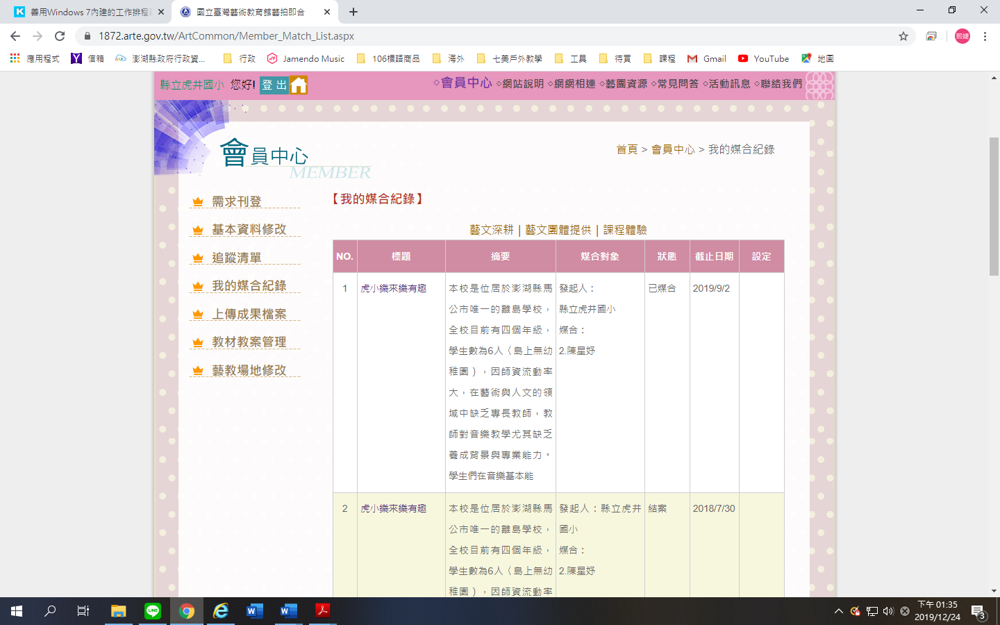 善用Windows 7內建的工作排程
國立臺灣藝術教育館藝拍即合
1872.arte.gov.tw/ArtCommon/Member_Match_List.aspx
熙婕
應用程式
信箱
澎湖縣政府行政資...
行政
Jamendo Music
106標語商品
海外
七美戶外教學
工具
待買
課程
Gmail
YouTube
地圖
縣立虎井國小 您好! 登 出
◇會員中心 ◇網站說明 ◇網網相連 ◇藝團資源 ◇常見問答 ◇活動訊息 ◇聯絡我們
會員中心
MEMBER
首頁 > 會員中心 > 我的媒合紀錄
需求刊登
基本資料修改
追蹤清單
我的媒合紀錄
上傳成果檔案
教材教案管理
藝教場地修改
【我的媒合紀錄】
藝文深耕 | 藝文團體提供 | 課程體驗
NO. 標題 摘要 媒合對象 狀態 截止日期 設定
1
虎小樂來樂有趣
本校是位居於澎湖縣馬
公市唯一的離島學校，
全校目前有四個年級，
學生數為6人（島上無幼
稚園），因師資流動率
大，在藝術與人文的領
域中缺乏專長教師，教
師對音樂教學尤其缺乏
養成背景與專業能力。
學生們在音樂基本能
發起人：
縣立虎井國小
媒合：
2.陳星妤
已媒合
2019/9/2
2
虎小樂來樂有趣
本校是位居於澎湖縣馬
公市唯一的離島學校，
全校目前有四個年級，
學生數為6人（島上無幼
稚園），因師資流動率
發起人：縣立虎井
國小
媒合：
2.陳星妤
結案
2018/7/30
下午 01:35
2019/12/24
3